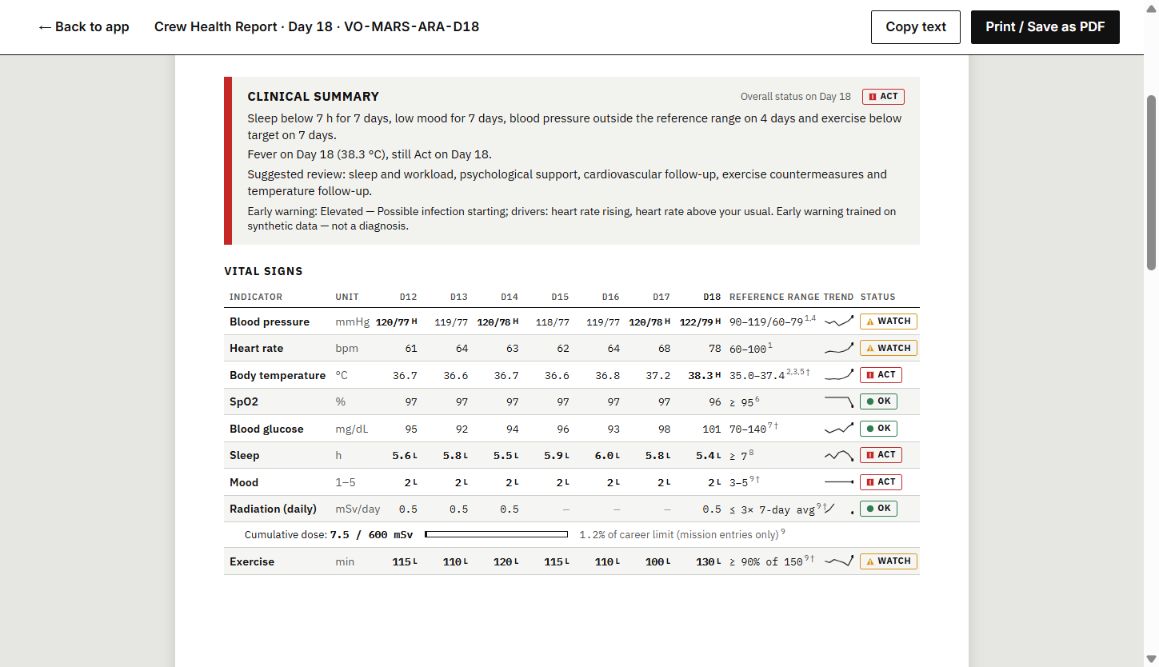 ← Back to app
Crew Health Report · Day 18 · VO-MARS-ARA-D18
Copy text
Print / Save as PDF
CLINICAL SUMMARY
Overall status on Day 18
ACT
Sleep below 7 h for 7 days, low mood for 7 days, blood pressure outside the reference range on 4 days and exercise below
target on 7 days.
Fever on Day 18 (38.3 °C), still Act on Day 18.
Suggested review: sleep and workload, psychological support, cardiovascular follow-up, exercise countermeasures and
temperature follow-up.
Early warning: Elevated — Possible infection starting; drivers: heart rate rising, heart rate above your usual. Early warning trained on
synthetic data — not a diagnosis.
VITAL SIGNS
INDICATOR UNIT D12 D13 D14 D15 D16 D17 D18 REFERENCE RANGE TREND STATUS
Blood pressure mmHg 120/77 H 119/77 120/78 H 118/77 119/77 120/78 H 122/79 H 90–119/60–79 1,4 WATCH
Heart rate bpm 61 64 63 62 64 68 78 60–100 1 WATCH
Body temperature °C 36.7 36.6 36.7 36.6 36.8 37.2 38.3 H 35.0–37.4 2,3,5† ACT
SpO2 % 97 97 97 97 97 97 96 ≥ 95 6 OK
Blood glucose mg/dL 95 92 94 96 93 98 101 70–140 7† OK
Sleep h 5.6 L 5.8 L 5.5 L 5.9 L 6.0 L 5.8 L 5.4 L ≥ 7 8 ACT
Mood 1–5 2 L 2 L 2 L 2 L 2 L 2 L 2 L 3–5 9† ACT
Radiation (daily) mSv/day 0.5 0.5 0.5 — — — 0.5 ≤ 3× 7-day avg 9† OK
Cumulative dose: 7.5 / 600 mSv 1.2% of career limit (mission entries only) 9
Exercise min 115 L 110 L 120 L 115 L 110 L 100 L 130 L ≥ 90% of 150 9† WATCH